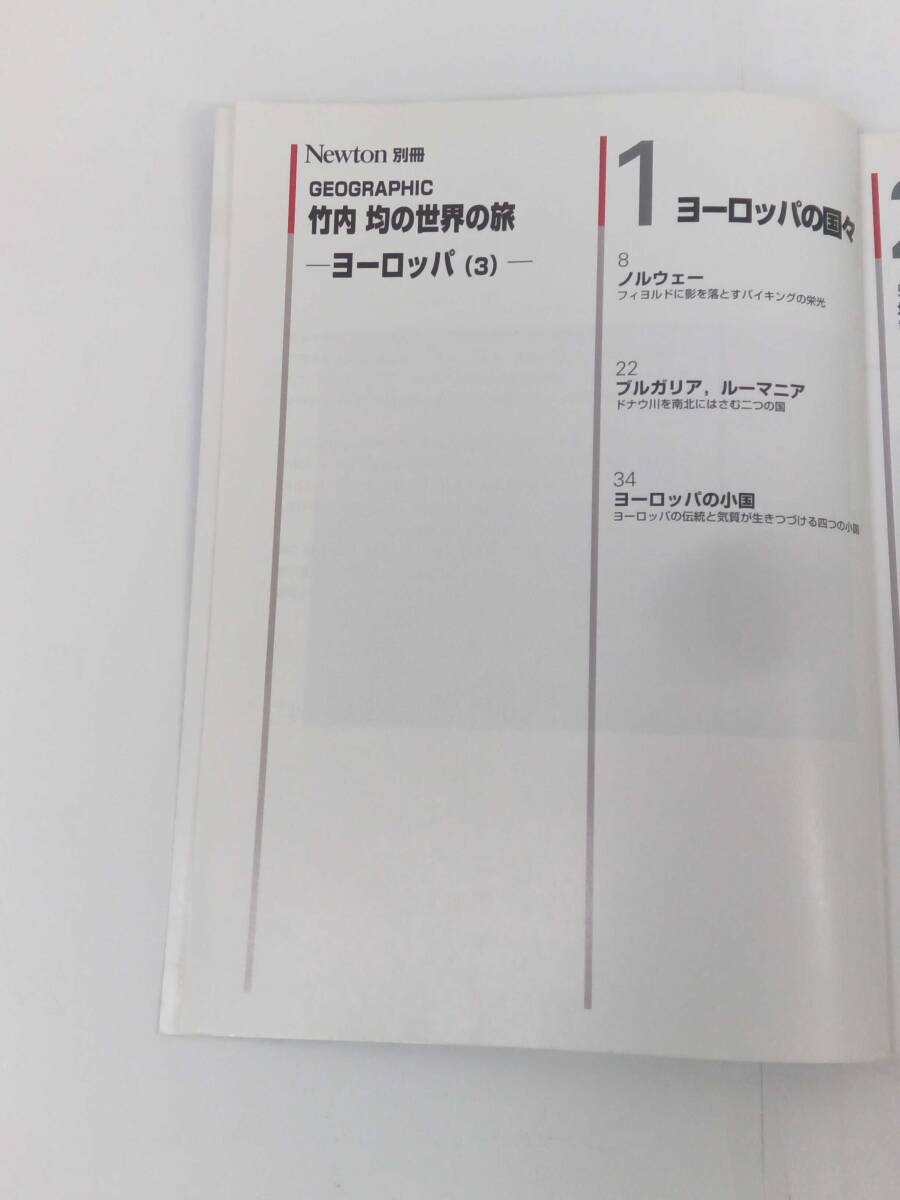 Newton 別冊
GEOGRAPHIC
竹内 均の世界の旅
―ヨーロッパ（3）―
1 ヨーロッパの国々
8
ノルウェー
フィヨルドに影を落とすバイキングの栄光
22
ブルガリア，ルーマニア
ドナウ川を南北にはさむ二つの国
34
ヨーロッパの小国
ヨーロッパの伝統と気質が生きつづける四つの小国